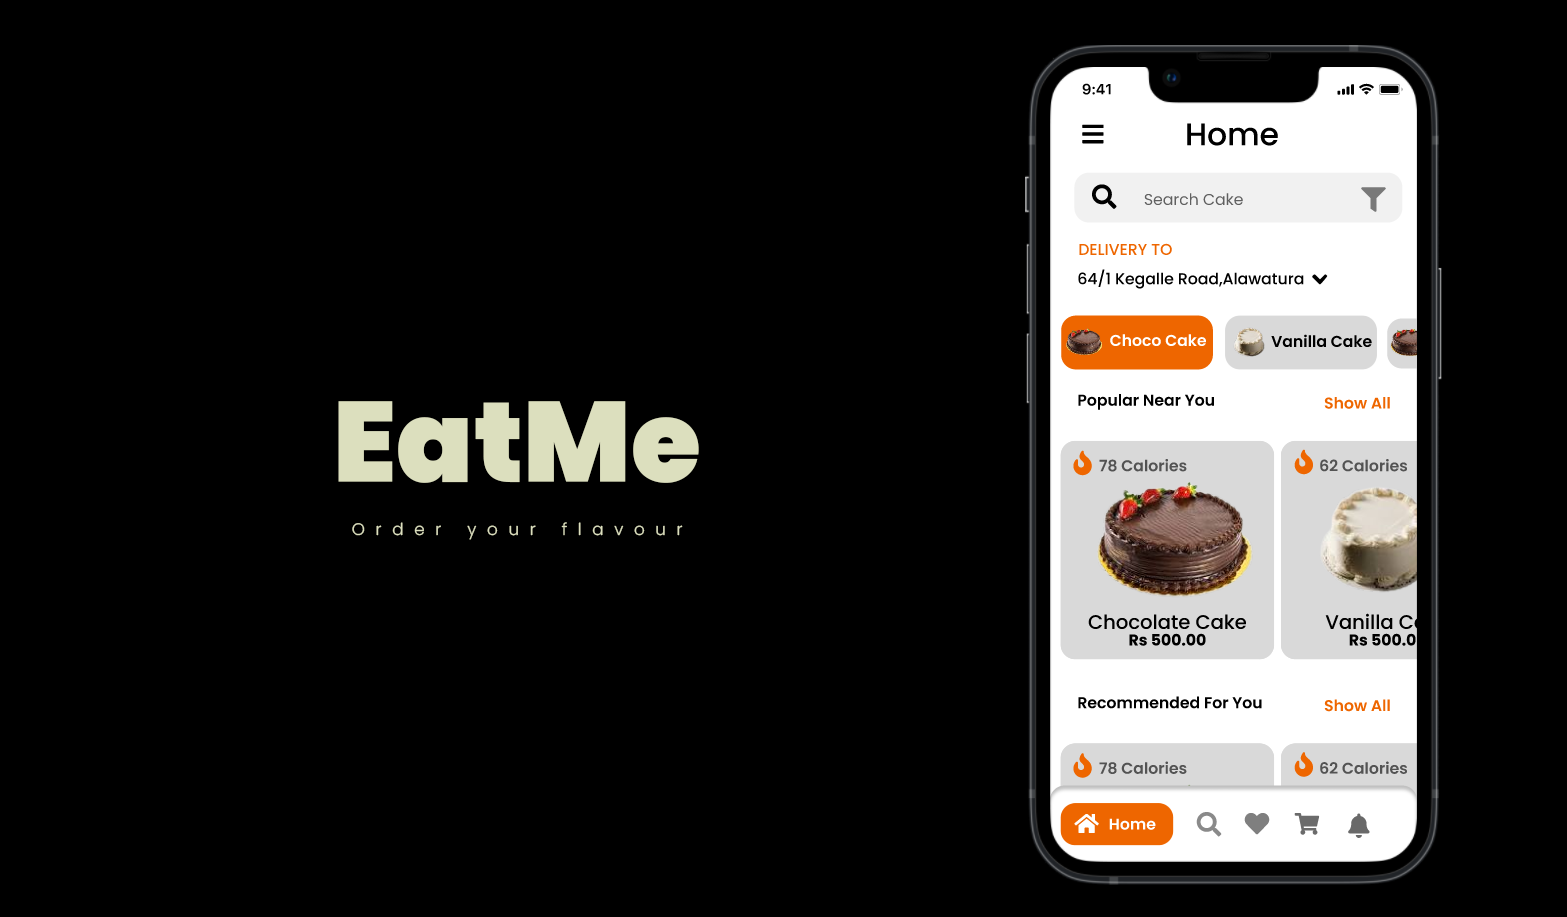 EatMe
Order your flavour
9:41
Home
Search Cake
DELIVERY TO
64/1 Kegalle Road,Alawatura
Choco Cake
Vanilla Cake
Popular Near You
Show All
78 Calories
62 Calories
Chocolate Cake
Vanilla C
Rs 500.00
Rs 500.0
Recommended For You
Show All
78 Calories
62 Calories
Home